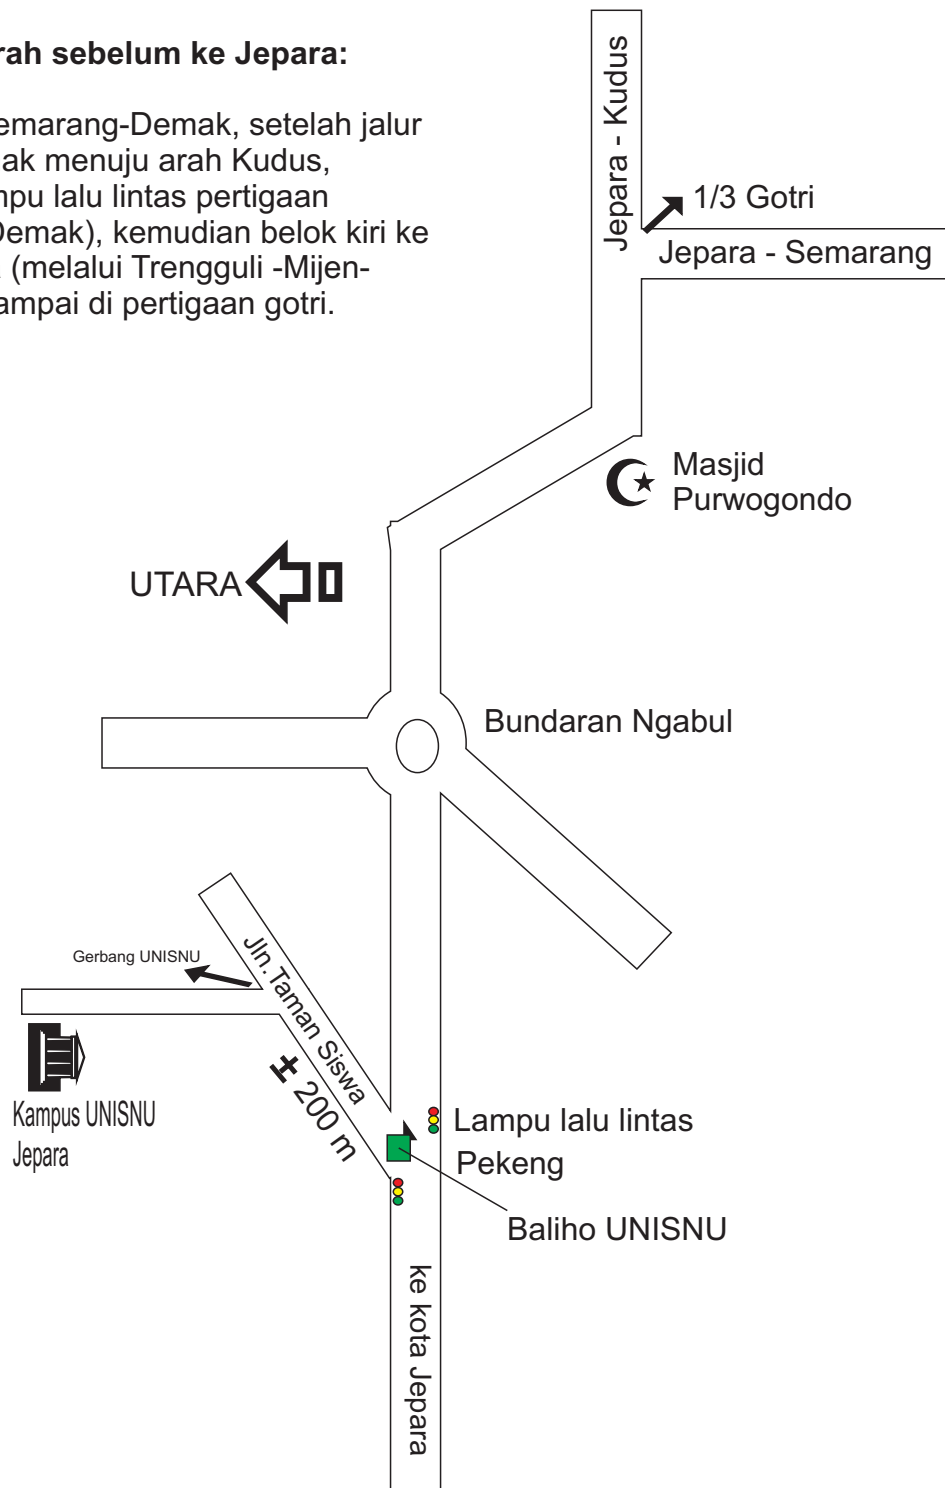 rah sebelum ke Jepara:
emarang-Demak, setelah jalur
ak menuju arah Kudus,
mpu lalu lintas pertigaan
Demak), kemudian belok kiri ke
. (melalui Trengguli -Mijen-
ampai di pertigaan gotri.
Jepara - Kudus
1/3 Gotri
Jepara - Semarang
Masjid
Purwogondo
UTARA
Bundaran Ngabul
Gerbang UNISNU
Jln.Taman Siswa
± 200 m
Kampus UNISNU
Jepara
Lampu lalu lintas
Pekeng
Baliho UNISNU
ke kota Jepara